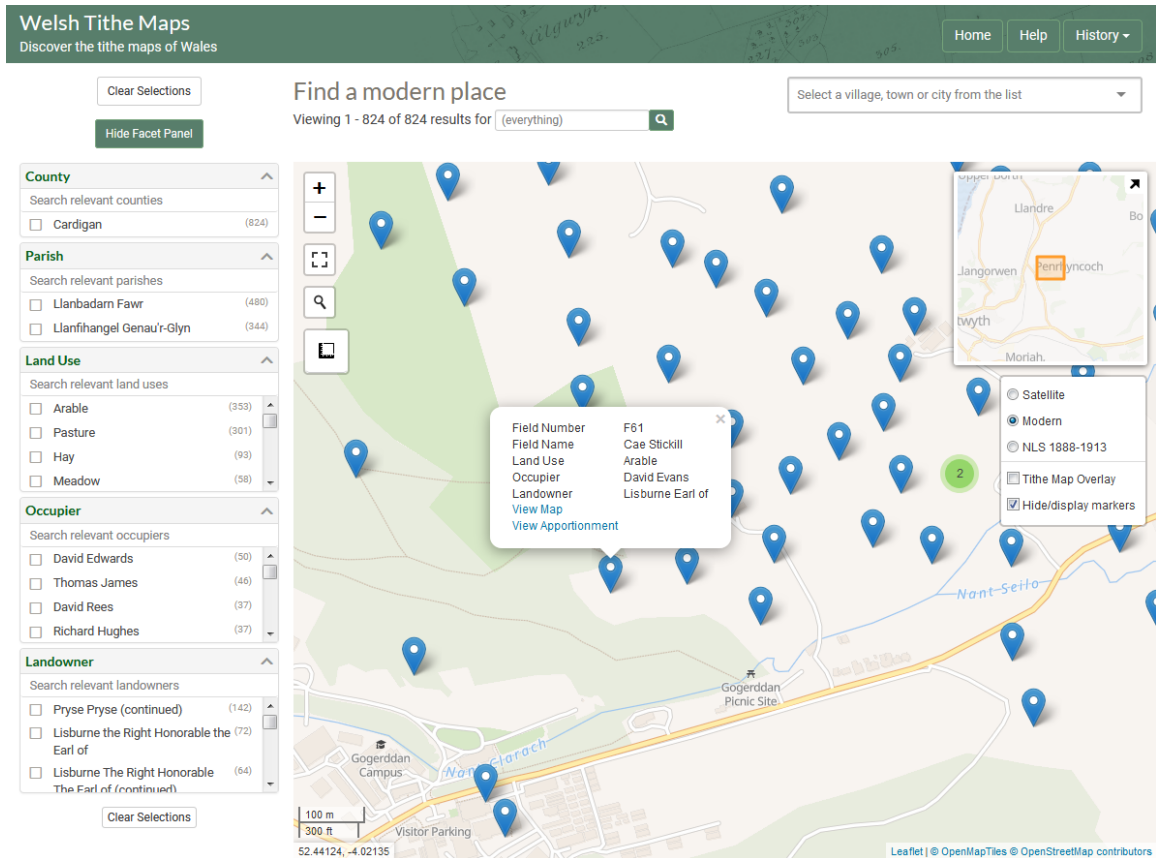 Welsh Tithe Maps
Discover the tithe maps of Wales
Home
Help
History
Clear Selections
Hide Facet Panel
Find a modern place
Viewing 1 - 824 of 824 results for (everything)
Select a village, town or city from the list
County
Search relevant counties
Cardigan (824)
Parish
Search relevant parishes
Llanbadarn Fawr (480)
Llanfihangel Genau'r-Glyn (344)
Land Use
Search relevant land uses
Arable (353)
Pasture (301)
Hay (93)
Meadow (58)
Occupier
Search relevant occupiers
David Edwards (50)
Thomas James (46)
David Rees (37)
Richard Hughes (37)
Landowner
Search relevant landowners
Pryse Pryse (continued) (142)
Lisburne the Right Honorable the (72)
Earl of
Lisburne The Right Honorable (64)
The Earl of (continued)
Clear Selections
+
−
Field Number F61
Field Name Cae Stickill
Land Use Arable
Occupier David Evans
Landowner Lisburne Earl of
View Map
View Apportionment
×
2
Llandre
Bo
Langorwen
Penrhyncoch
twyth
Moriah.
Satellite
Modern
NLS 1888-1913
Tithe Map Overlay
Hide/display markers
Nant Seilo
Gogerddan
Picnic Site
Gogerddan
Campus
Nant Clarach
Visitor Parking
100 m
300 ft
52.44124, -4.02135
Leaflet | © OpenMapTiles © OpenStreetMap contributors